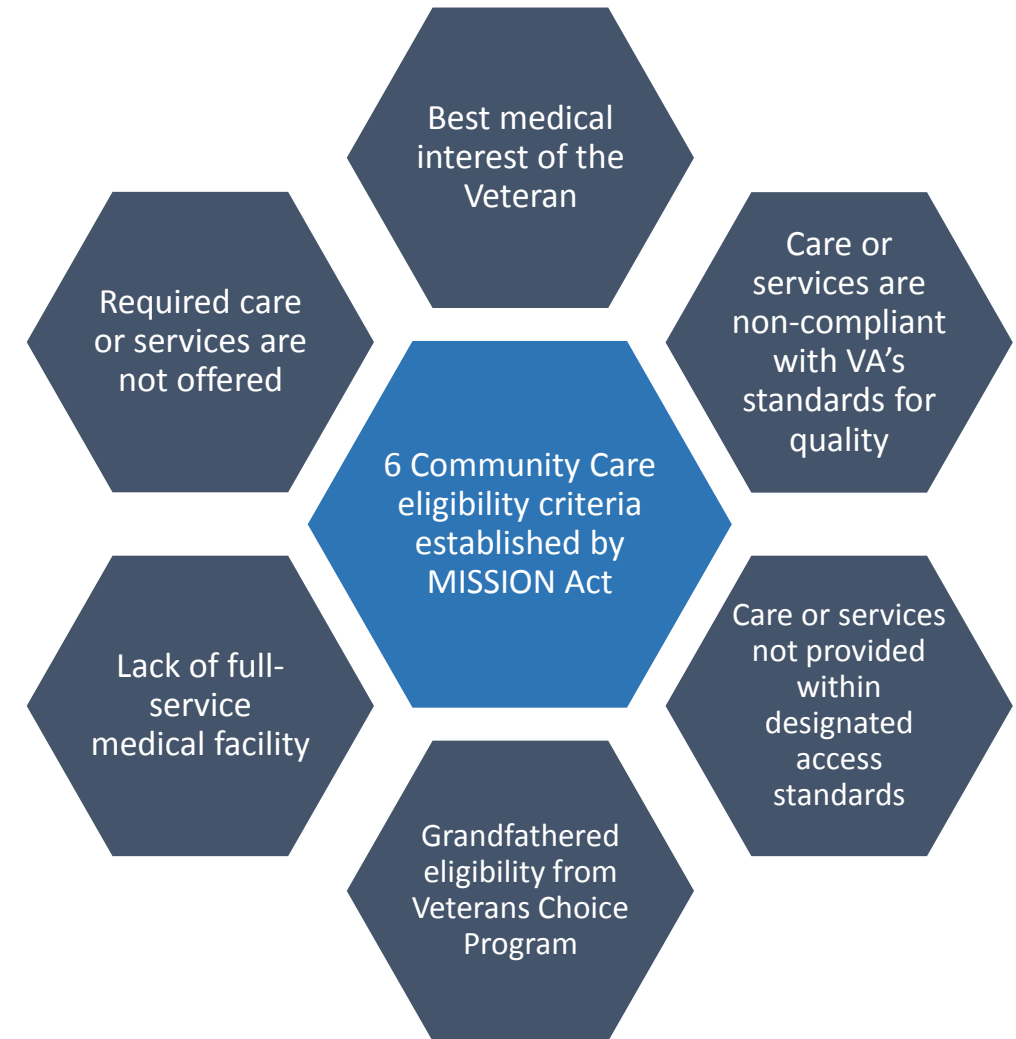 Best medical
interest of the
Veteran
Care or
services are
non-compliant
with VA’s
standards for
quality
Required care
or services are
not offered
6 Community Care
eligibility criteria
established by
MISSION Act
Care or services
not provided
within
designated
access
standards
Lack of full-
service
medical facility
Grandfathered
eligibility from
Veterans Choice
Program